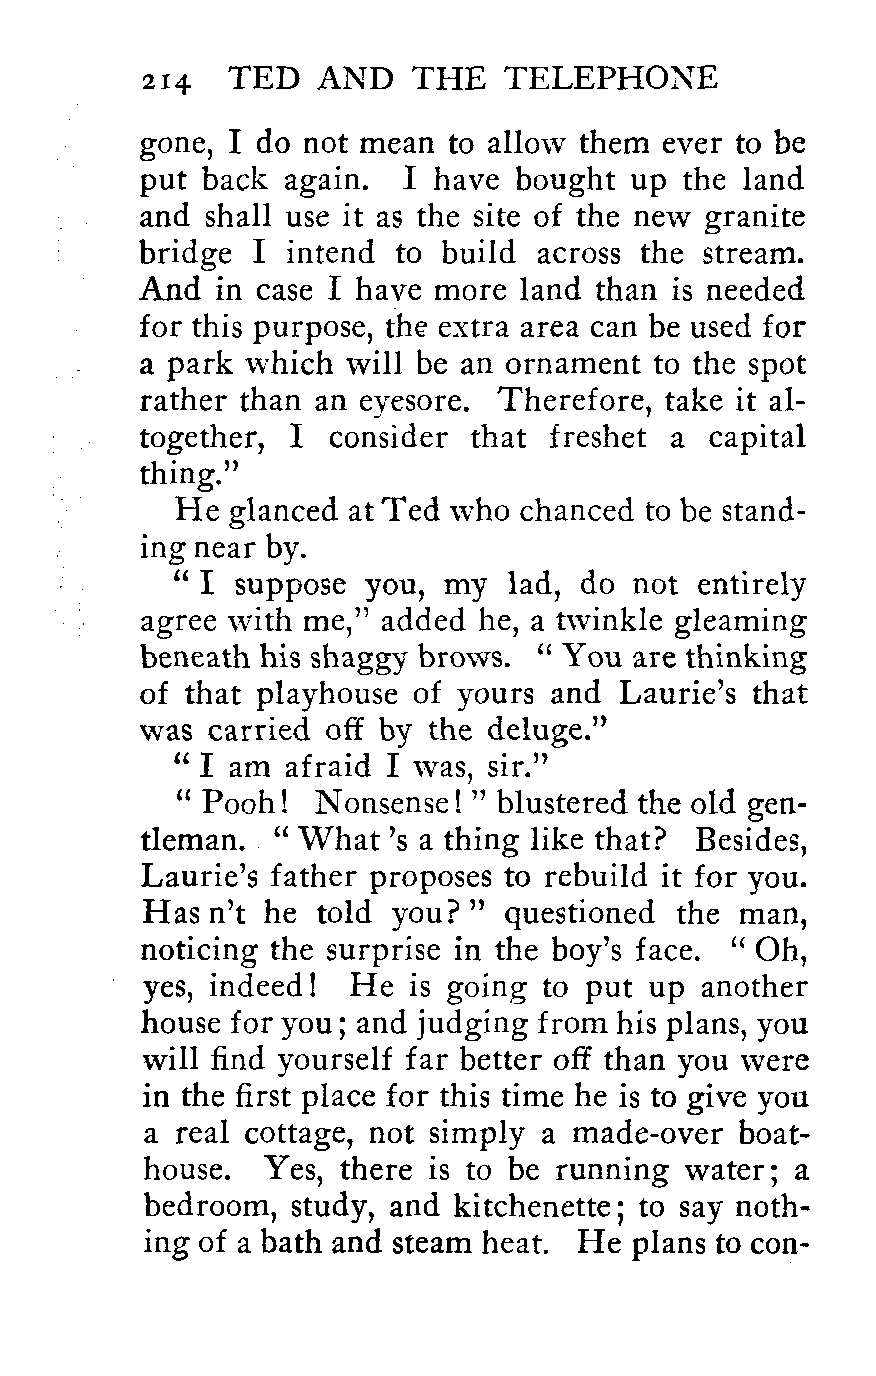 214 TED AND THE TELEPHONE
gone, I do not mean to allow them ever to be
put back again. I have bought up the land
and shall use it as the site of the new granite
bridge I intend to build across the stream.
And in case I have more land than is needed
for this purpose, the extra area can be used for
a park which will be an ornament to the spot
rather than an eyesore. Therefore, take it al-
together, I consider that freshet a capital
thing."
He glanced at Ted who chanced to be stand-
ing near by.
" I suppose you, my lad, do not entirely
agree with me," added he, a twinkle gleaming
beneath his shaggy brows. " You are thinking
of that playhouse of yours and Laurie's that
was carried off by the deluge."
" I am afraid I was, sir."
" Pooh! Nonsense! " blustered the old gen-
tleman. " What 's a thing like that? Besides,
Laurie's father proposes to rebuild it for you.
Has n't he told you? " questioned the man,
noticing the surprise in the boy's face. " Oh,
yes, indeed! He is going to put up another
house for you; and judging from his plans, you
will find yourself far better off than you were
in the first place for this time he is to give you
a real cottage, not simply a made-over boat-
house. Yes, there is to be running water; a
bedroom, study, and kitchenette; to say noth-
ing of a bath and steam heat. He plans to con-